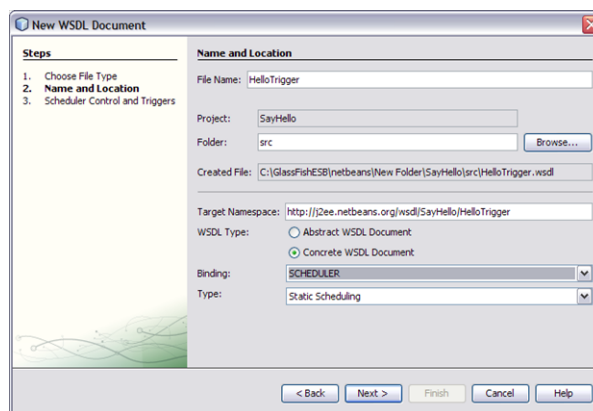 New WSDL Document
Steps
1. Choose File Type
2. Name and Location
3. Scheduler Control and Triggers
Name and Location
File Name: HelloTrigger
Project: SayHello
Folder: src Browse...
Created File: C:\GlassFishESB\netbeans\New Folder\SayHello\src\HelloTrigger.wsdl
Target Namespace: http://j2ee.netbeans.org/wsdl/SayHello/HelloTrigger
WSDL Type: Abstract WSDL Document
Concrete WSDL Document
Binding: SCHEDULER
Type: Static Scheduling
< Back Next > Finish Cancel Help